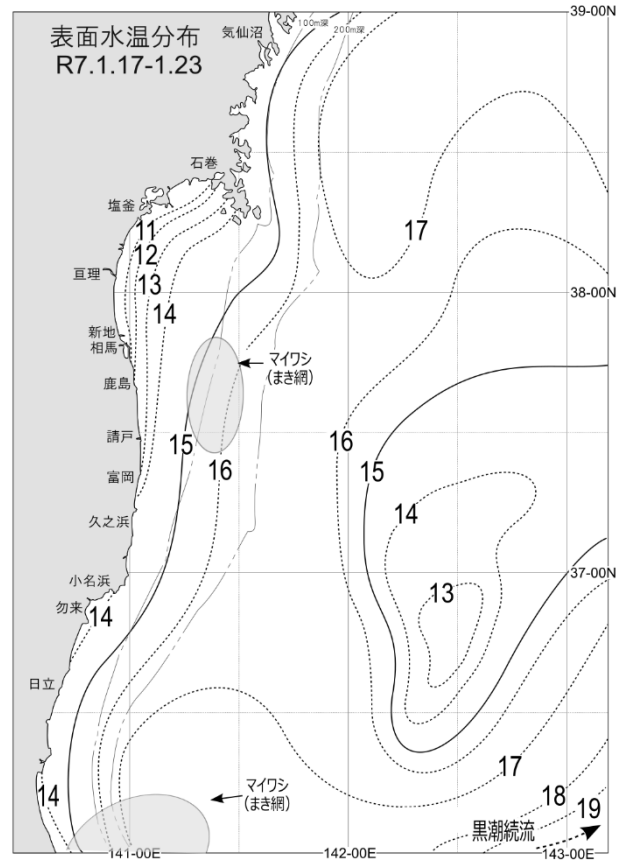 表面水温分布
R7.1.17-1.23
気仙沼
100m深
200m深
39-00N
石巻
塩釜
11
12
亘理
13
14
17
38-00N
新地
相馬
マイワシ
(まき網)
鹿島
請戸
15
16
16
15
富岡
14
久之浜
小名浜
37-00N
13
勿来
14
日立
17
マイワシ
(まき網)
14
18
19
黒潮続流
141-00E
142-00E
143-00E